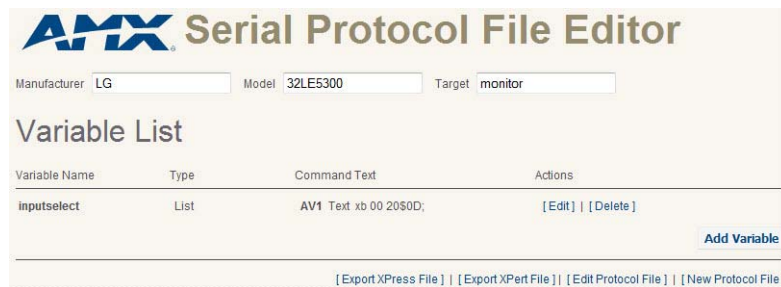 AMX® Serial Protocol File Editor
Manufacturer LG Model 32LE5300 Target monitor
Variable List
Variable Name Type Command Text Actions
inputselect List AV1 Text xb 00 20$0D; [ Edit ] | [ Delete ]
Add Variable
[ Export XPress File ] | [ Export XPert File ] | [ Edit Protocol File ] | [ New Protocol File